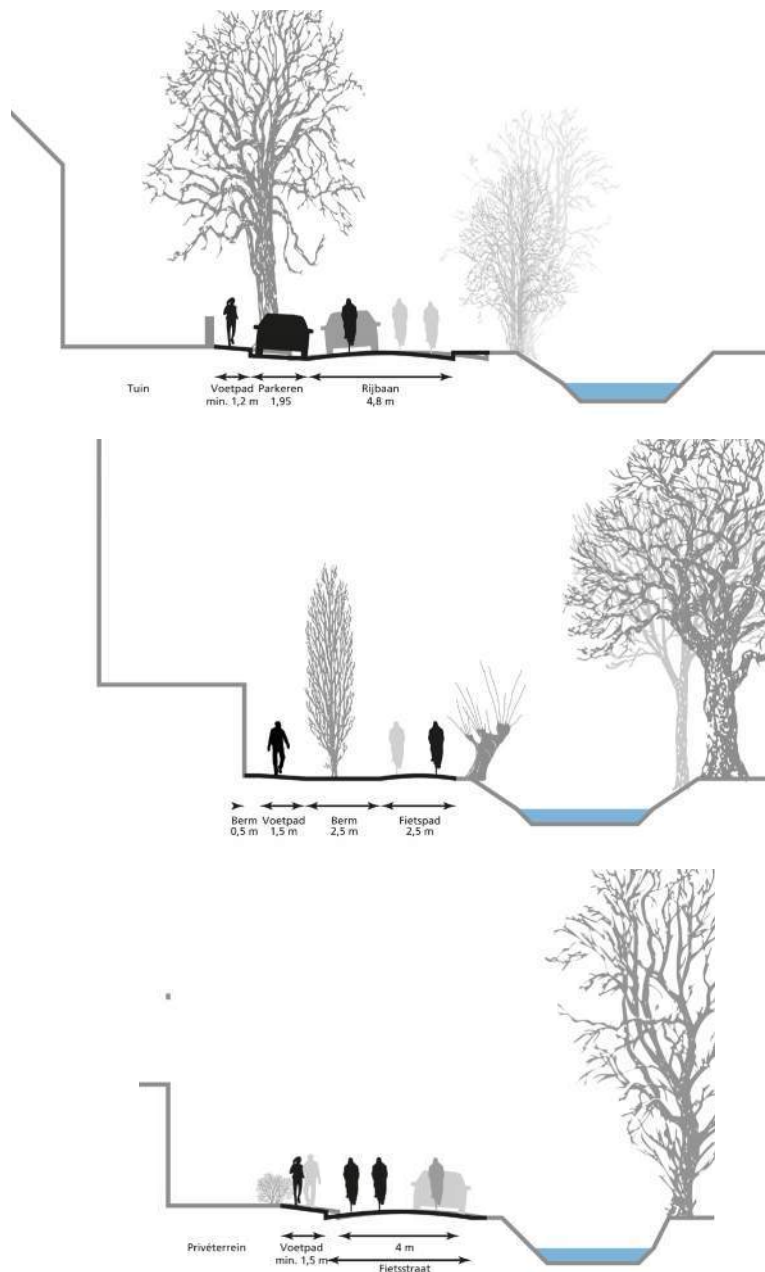 Tuin
Voetpad Parkeren Rijbaan
min. 1,2 m 1,95 4,8 m
Berm Voetpad Berm Fietspad
0,5 m 1,5 m 2,5 m 2,5 m
Privéterrein Voetpad 4 m
min. 1,5 m
Fietsstraat